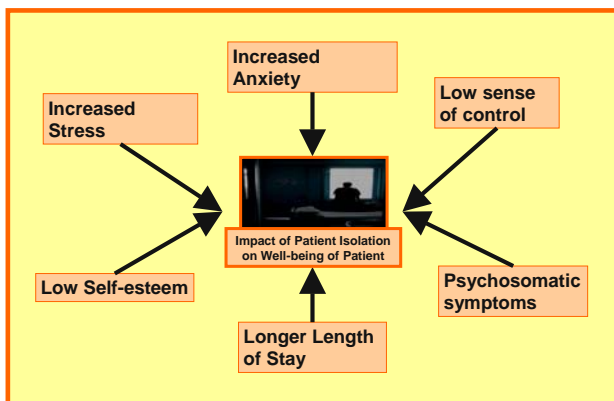 Increased
Anxiety
Increased
Stress
Low sense
of control
Impact of Patient Isolation
on Well-being of Patient
Low Self-esteem
Psychosomatic
symptoms
Longer Length
of Stay